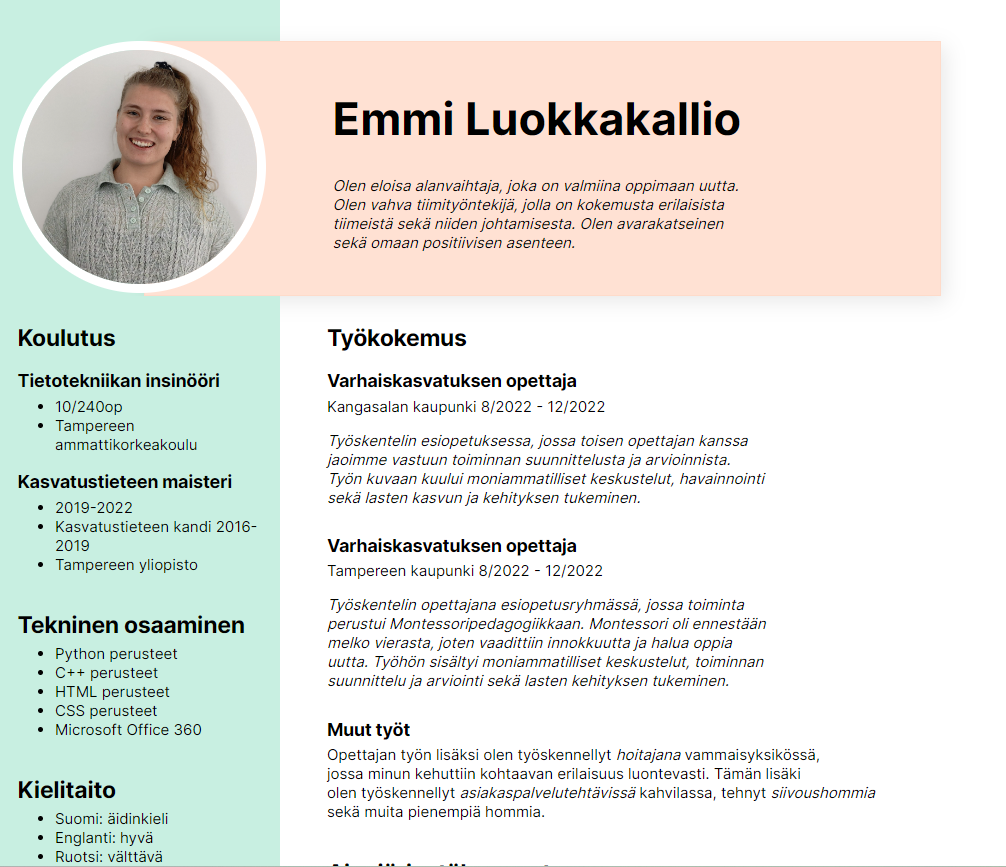 Emmi Luokkakallio
Olen eloisa alanvaihtaja, joka on valmiina oppimaan uutta.
Olen vahva tiimityöntekijä, jolla on kokemusta erilaisista
tiimeistä sekä niiden johtamisesta. Olen avarakatseinen
sekä omaan positiivisen asenteen.
Koulutus
Tietotekniikan insinööri
• 10/240op
• Tampereen
ammattikorkeakoulu
Kasvatustieteen maisteri
• 2019-2022
• Kasvatustieteen kandi 2016-
2019
• Tampereen yliopisto
Tekninen osaaminen
• Python perusteet
• C++ perusteet
• HTML perusteet
• CSS perusteet
• Microsoft Office 360
Kielitaito
• Suomi: äidinkieli
• Englanti: hyvä
• Ruotsi: välttävä
Työkokemus
Varhaiskasvatuksen opettaja
Kangasalan kaupunki 8/2022 - 12/2022
Työskentelin esiopetuksessa, jossa toisen opettajan kanssa
jaoimme vastuun toiminnan suunnittelusta ja arvioinnista.
Työn kuvaan kuului moniammatilliset keskustelut, havainnointi
sekä lasten kasvun ja kehityksen tukeminen.
Varhaiskasvatuksen opettaja
Tampereen kaupunki 8/2022 - 12/2022
Työskentelin opettajana esiopetusryhmässä, jossa toiminta
perustui Montessoripedagogiikkaan. Montessori oli ennestään
melko vierasta, joten vaadittiin innokkuutta ja halua oppia
uutta. Työhön sisältyi moniammatilliset keskustelut, toiminnan
suunnittelu ja arviointi sekä lasten kehityksen tukeminen.
Muut työt
Opettajan työn lisäksi olen työskennellyt hoitajana vammaisyksikössä,
jossa minun kehuttiin kohtaavan erilaisuus luontevasti. Tämän lisäki
olen työskennellyt asiakaspalvelutehtävissä kahvilassa, tehnyt siivoushommia
sekä muita pienempiä hommia.